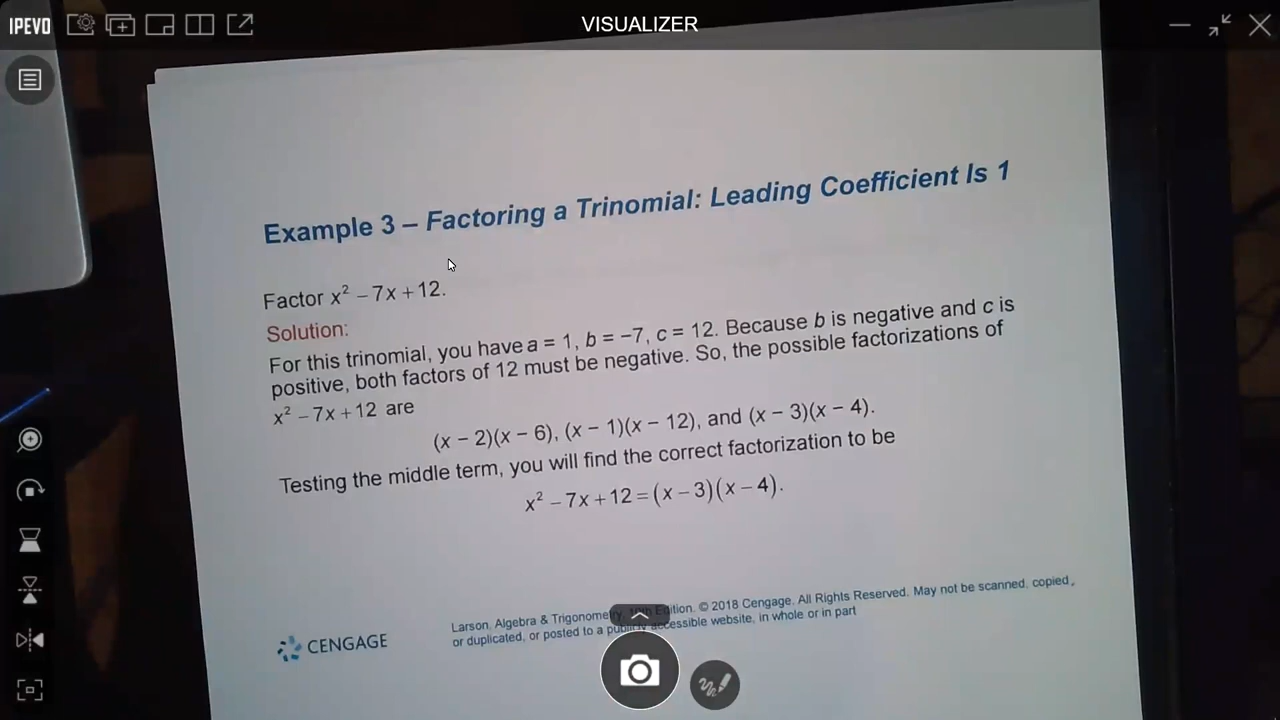 IPEVO
VISUALIZER
Example 3 – Factoring a Trinomial: Leading Coefficient Is 1
Factor x² – 7x + 12.
Solution:
For this trinomial, you have a = 1, b = –7, c = 12. Because b is negative and c is
positive, both factors of 12 must be negative. So, the possible factorizations of
x² – 7x + 12 are
(x – 2)(x – 6), (x – 1)(x – 12), and (x – 3)(x – 4).
Testing the middle term, you will find the correct factorization to be
x² – 7x + 12 = (x – 3)(x – 4).
CENGAGE
Larson, Algebra & Trigonometry, 10th Edition. © 2018 Cengage. All Rights Reserved. May not be scanned, copied,
or duplicated, or posted to a publicly accessible website, in whole or in part